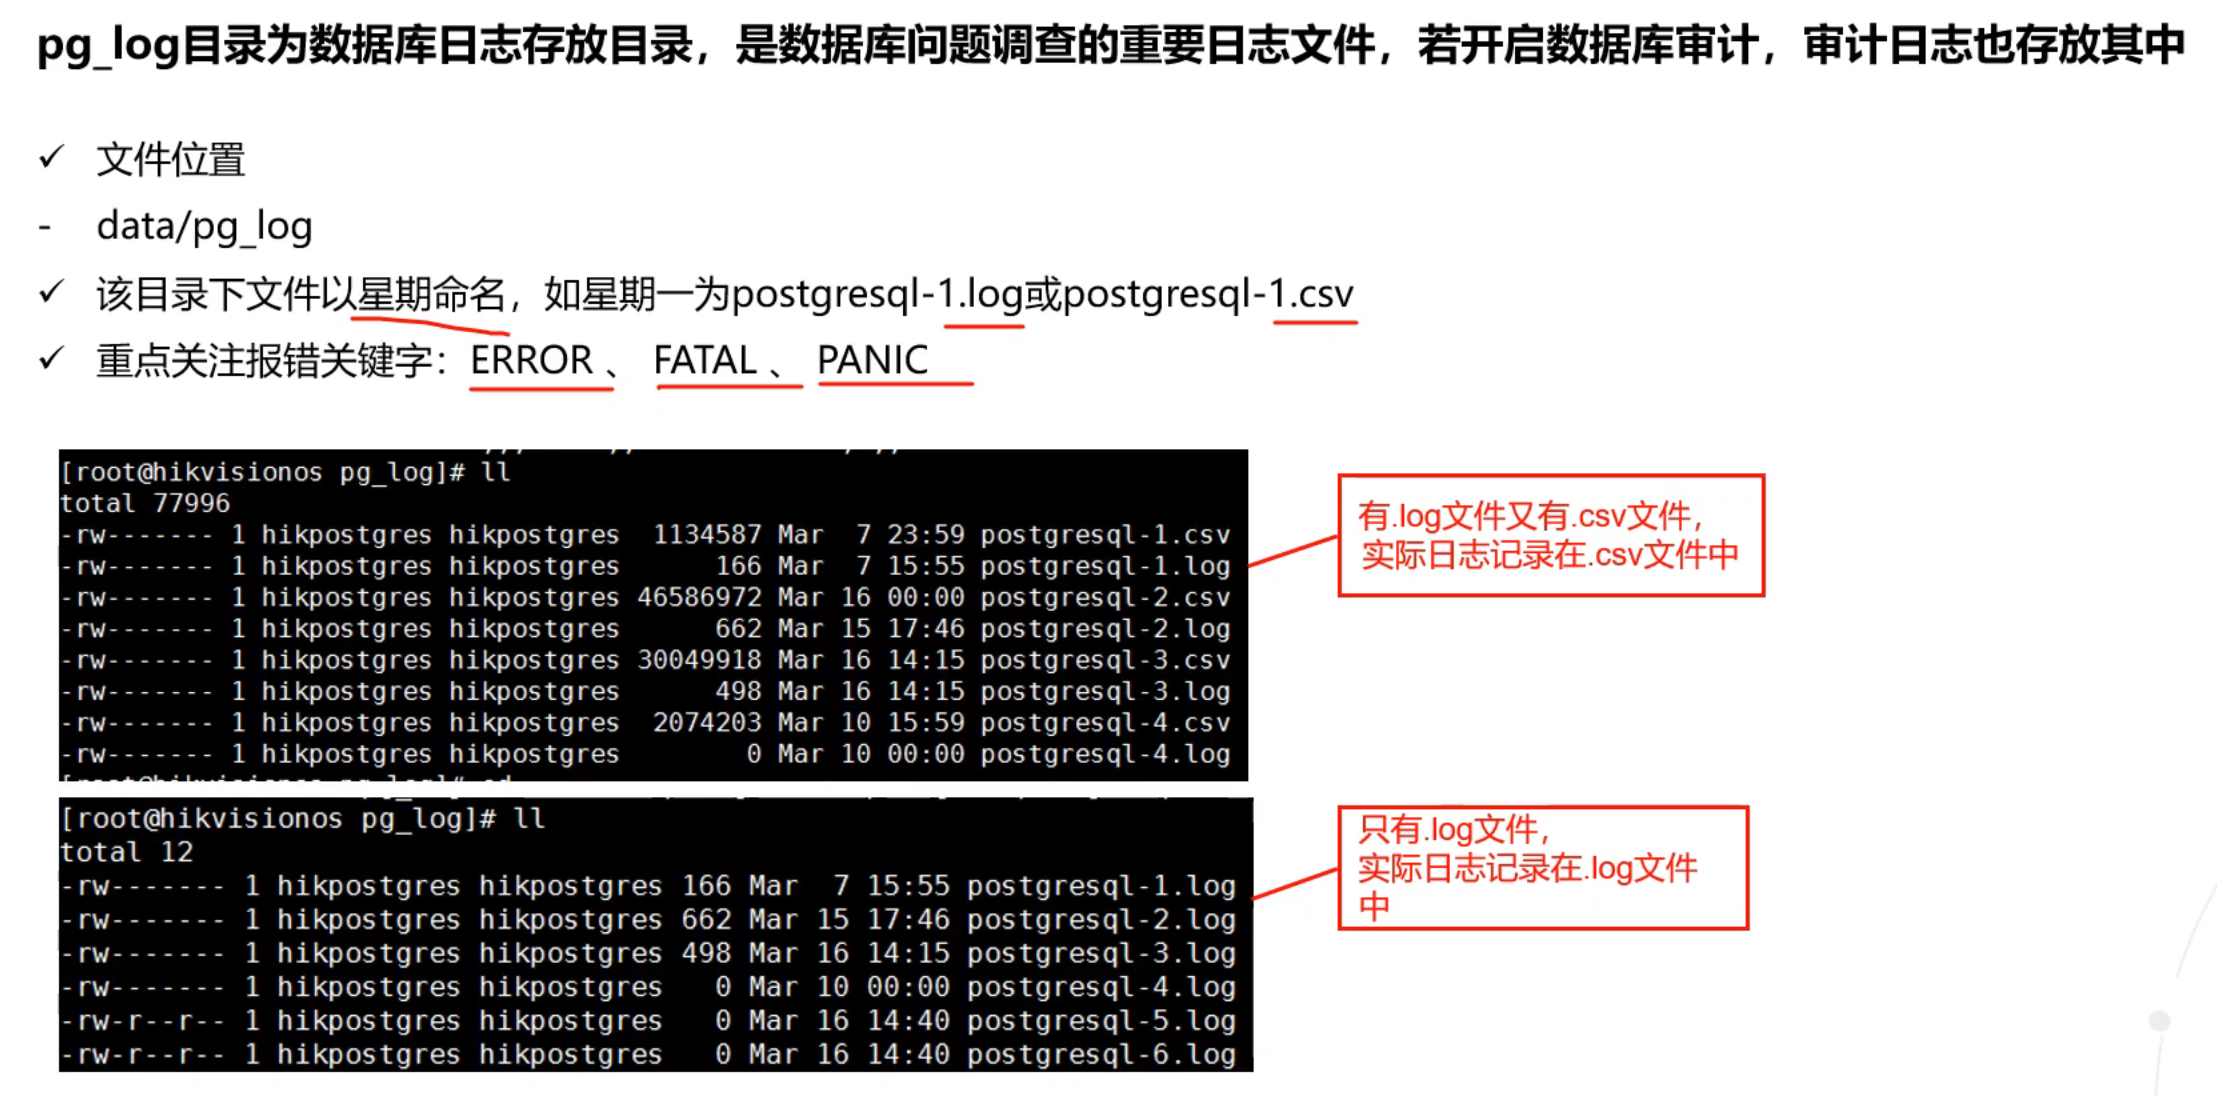 pg_log目录为数据库日志存放目录，是数据库问题调查的重要日志文件，若开启数据库审计，审计日志也存放其中
✓ 文件位置
- data/pg_log
✓ 该目录下文件以星期命名，如星期一为postgresql-1.log或postgresql-1.csv
✓ 重点关注报错关键字：ERROR 、 FATAL 、 PANIC
[root@hikvisionos pg_log]# ll
total 77996
-rw------- 1 hikpostgres hikpostgres  1134587 Mar  7 23:59 postgresql-1.csv
-rw------- 1 hikpostgres hikpostgres      166 Mar  7 15:55 postgresql-1.log
-rw------- 1 hikpostgres hikpostgres 46586972 Mar 16 00:00 postgresql-2.csv
-rw------- 1 hikpostgres hikpostgres      662 Mar 15 17:46 postgresql-2.log
-rw------- 1 hikpostgres hikpostgres 30049918 Mar 16 14:15 postgresql-3.csv
-rw------- 1 hikpostgres hikpostgres      498 Mar 16 14:15 postgresql-3.log
-rw------- 1 hikpostgres hikpostgres  2074203 Mar 10 15:59 postgresql-4.csv
-rw------- 1 hikpostgres hikpostgres        0 Mar 10 00:00 postgresql-4.log
有.log文件又有.csv文件，
实际日志记录在.csv文件中
[root@hikvisionos pg_log]# ll
total 12
-rw------- 1 hikpostgres hikpostgres 166 Mar  7 15:55 postgresql-1.log
-rw------- 1 hikpostgres hikpostgres 662 Mar 15 17:46 postgresql-2.log
-rw------- 1 hikpostgres hikpostgres 498 Mar 16 14:15 postgresql-3.log
-rw------- 1 hikpostgres hikpostgres   0 Mar 10 00:00 postgresql-4.log
-rw-r--r-- 1 hikpostgres hikpostgres   0 Mar 16 14:40 postgresql-5.log
-rw-r--r-- 1 hikpostgres hikpostgres   0 Mar 16 14:40 postgresql-6.log
只有.log文件，
实际日志记录在.log文件
中